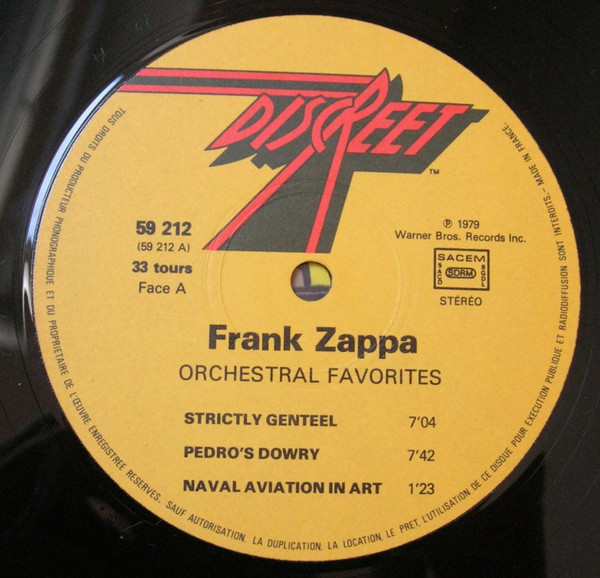 DISCREET
TM
59 212
(59 212 A)
33 tours
Face A
℗ 1979
Warner Bros. Records Inc.
SACEM
SACD
SDRM
SGDL
STÉRÉO
Frank Zappa
ORCHESTRAL FAVORITES
STRICTLY GENTEEL 7'04
PEDRO'S DOWRY 7'42
NAVAL AVIATION IN ART 1'23
TOUS DROITS DU PRODUCTEUR PHONOGRAPHIQUE ET DU PROPRIETAIRE DE L'ŒUVRE ENREGISTREE RESERVES. SAUF AUTORISATION. LA DUPLICATION, LA LOCATION, LE PRET, L'UTILISATION DE CE DISQUE POUR EXECUTION PUBLIQUE ET RADIODIFFUSION SONT INTERDITS.- MADE IN FRANCE.